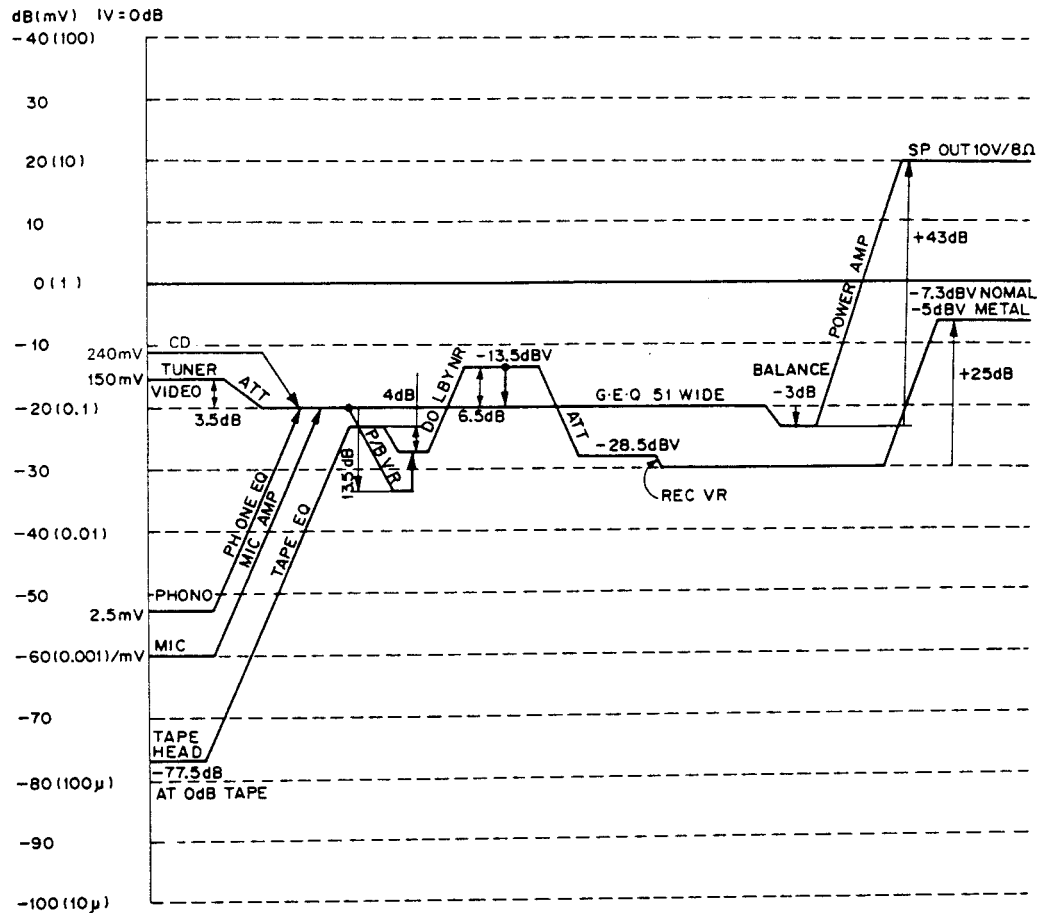 dB(mV) 1V=0dB
-40(100)
30
20(10)
SP OUT 10V/8Ω
10
+43dB
POWER AMP
0(1)
-7.3dBV NOMAL
-5dBV METAL
-10
CD
240mV
-13.5dBV
TUNER
150mV
BALANCE
+25dB
VIDEO
ATT
4dB
DOLBY NR
G·E·Q 51 WIDE
-3dB
-20(0.1)
3.5dB
6.5dB
P/B VR
ATT
-28.5dBV
13.5dB
-30
REC VR
PHONE EQ
MIC AMP
TAPE EQ
-40(0.01)
-50
PHONO
2.5mV
MIC
-60(0.001)/mV
-70
TAPE
HEAD
-77.5dB
-80(100μ)
AT 0dB TAPE
-90
-100(10μ)